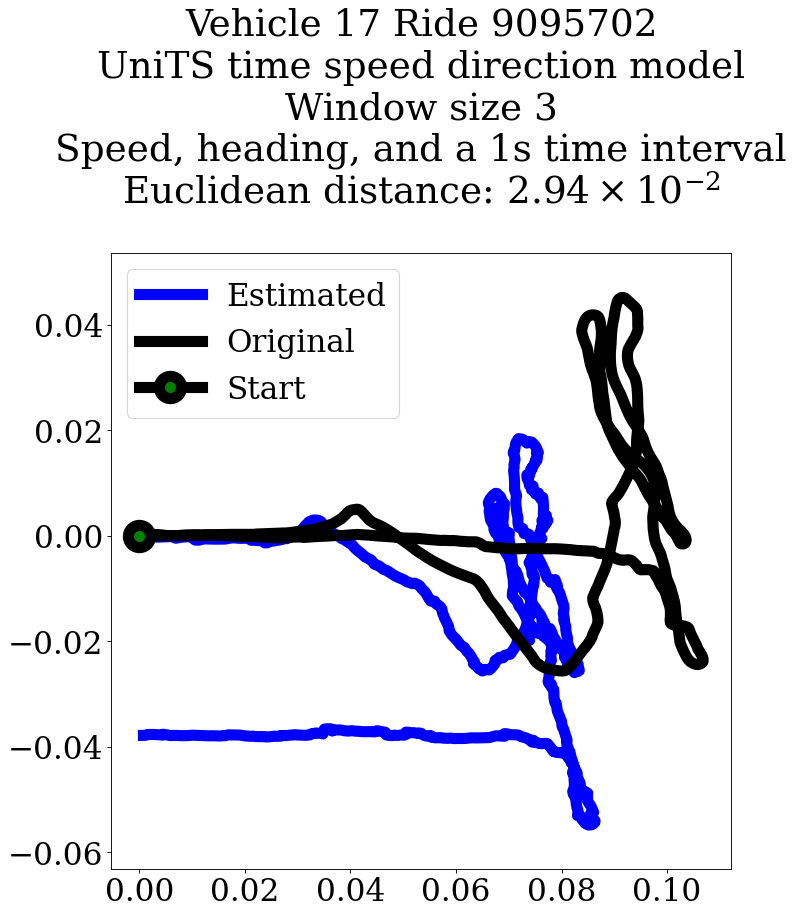 Vehicle 17 Ride 9095702
UniTS time speed direction model
Window size 3
Speed, heading, and a 1s time interval
Euclidean distance: 2.94 × 10⁻²
Estimated
Original
Start
0.04
0.02
0.00
−0.02
−0.04
−0.06
0.00 0.02 0.04 0.06 0.08 0.10